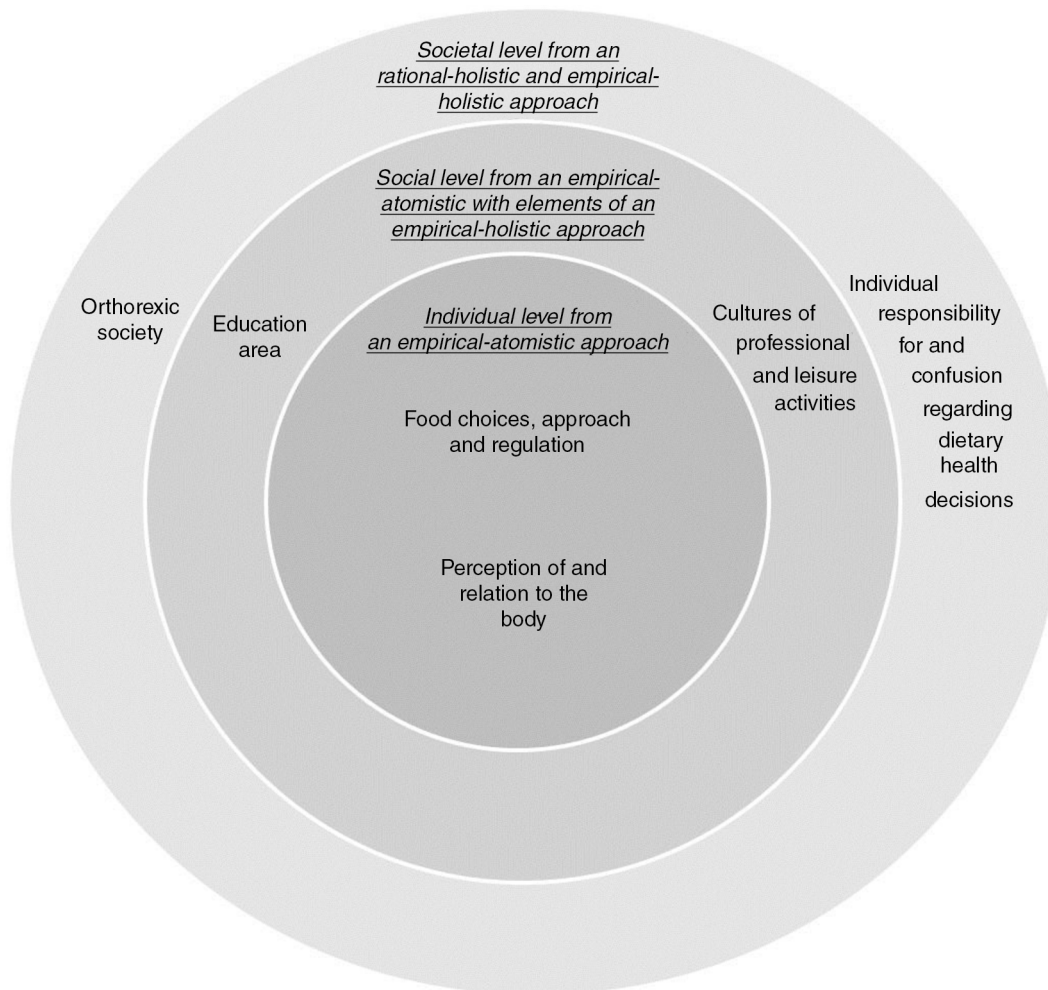 Societal level from an
rational-holistic and empirical-
holistic approach
Social level from an empirical-
atomistic with elements of an
empirical-holistic approach
Orthorexic
society
Education
area
Individual level from
an empirical-atomistic approach
Food choices, approach
and regulation
Perception of and
relation to the
body
Cultures of
professional
and leisure
activities
Individual
responsibility
for and
confusion
regarding
dietary
health
decisions